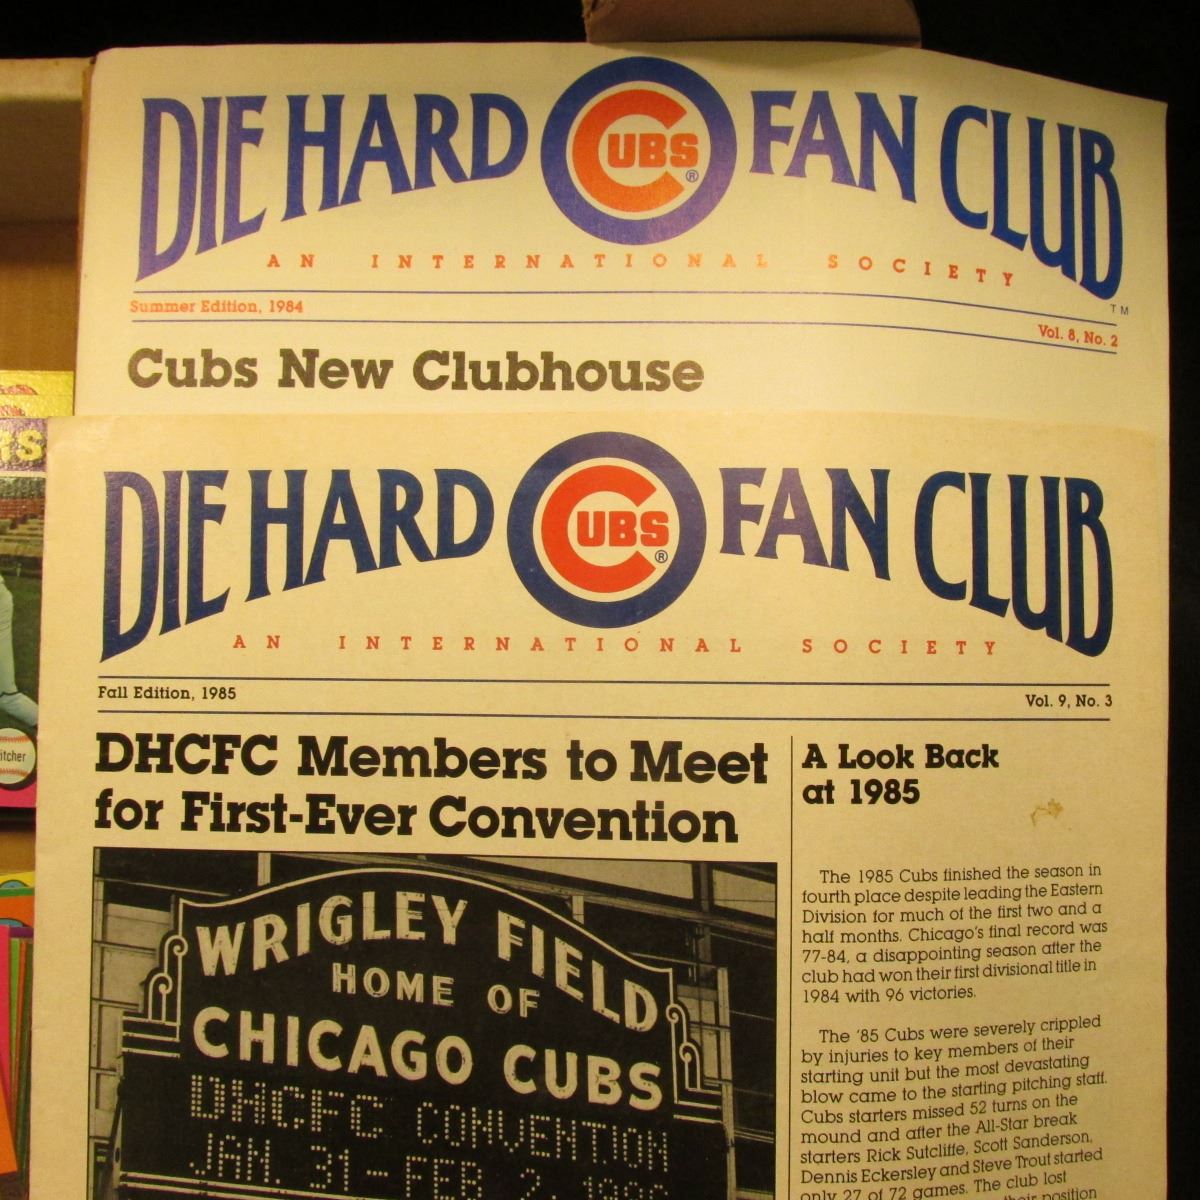 DIE HARD CUBS® FAN CLUB
AN INTERNATIONAL SOCIETY
TM
Summer Edition, 1984
Vol. 8, No. 2
Cubs New Clubhouse
RS
itcher
DIE HARD CUBS® FAN CLUB
AN INTERNATIONAL SOCIETY
Fall Edition, 1985
Vol. 9, No. 3
DHCFC Members to Meet
for First-Ever Convention
WRIGLEY FIELD
HOME OF
CHICAGO CUBS
DHCFC CONVENTION
JAN. 31-FEB. 2,
A Look Back
at 1985
The 1985 Cubs finished the season in
fourth place despite leading the Eastern
Division for much of the first two and a
half months. Chicago's final record was
77-84, a disappointing season after the
club had won their first divisional title in
1984 with 96 victories.
The '85 Cubs were severely crippled
by injuries to key members of their
starting unit but the most devastating
blow came to the starting pitching staff.
Cubs starters missed 52 turns on the
mound and after the All-Star break
starters Rick Sutcliffe, Scott Sanderson,
Dennis Eckersley and Steve Trout started
only 27 of 72 games. The club lost
their position